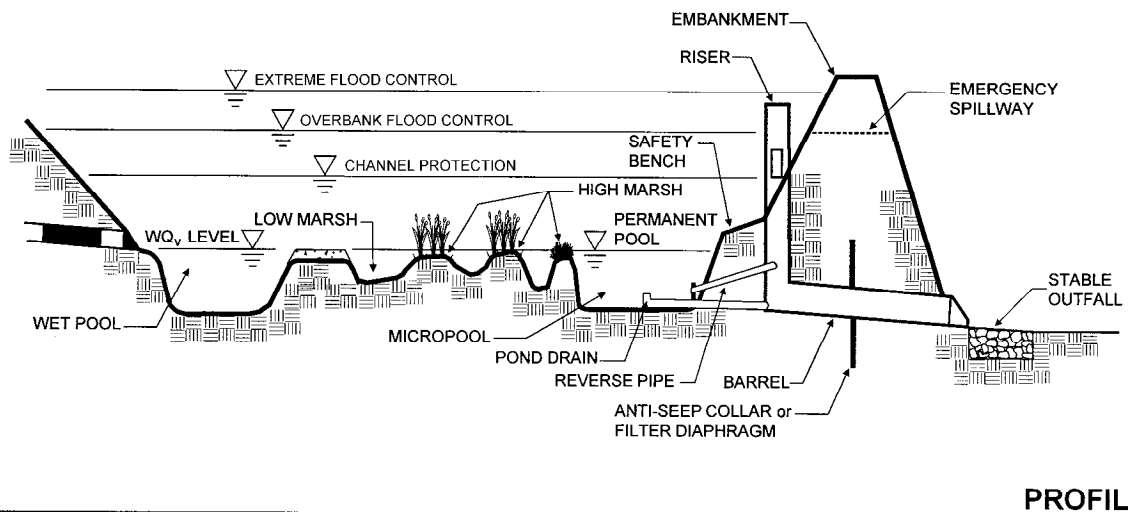 EMBANKMENT
RISER
EXTREME FLOOD CONTROL
EMERGENCY
SPILLWAY
OVERBANK FLOOD CONTROL
SAFETY
BENCH
CHANNEL PROTECTION
HIGH MARSH
LOW MARSH
PERMANENT
POOL
WQv LEVEL
STABLE
OUTFALL
WET POOL
MICROPOOL
POND DRAIN
REVERSE PIPE
BARREL
ANTI-SEEP COLLAR or
FILTER DIAPHRAGM
PROFIL